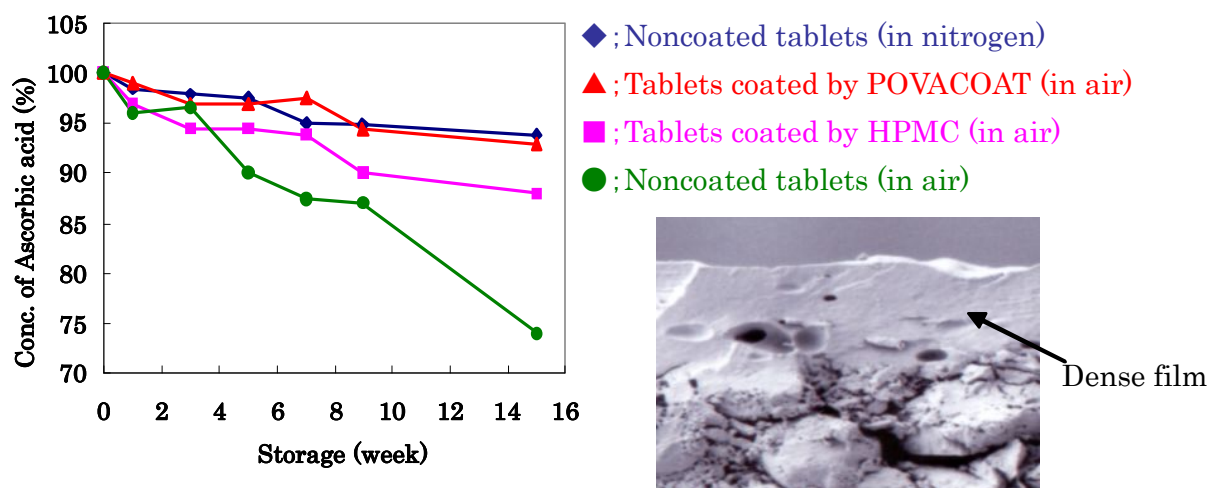 105
100
95
90
85
80
75
70
0 2 4 6 8 10 12 14 16
Conc. of Ascorbic acid (%)
Storage (week)
; Noncoated tablets (in nitrogen)
; Tablets coated by POVACOAT (in air)
; Tablets coated by HPMC (in air)
; Noncoated tablets (in air)
Dense film